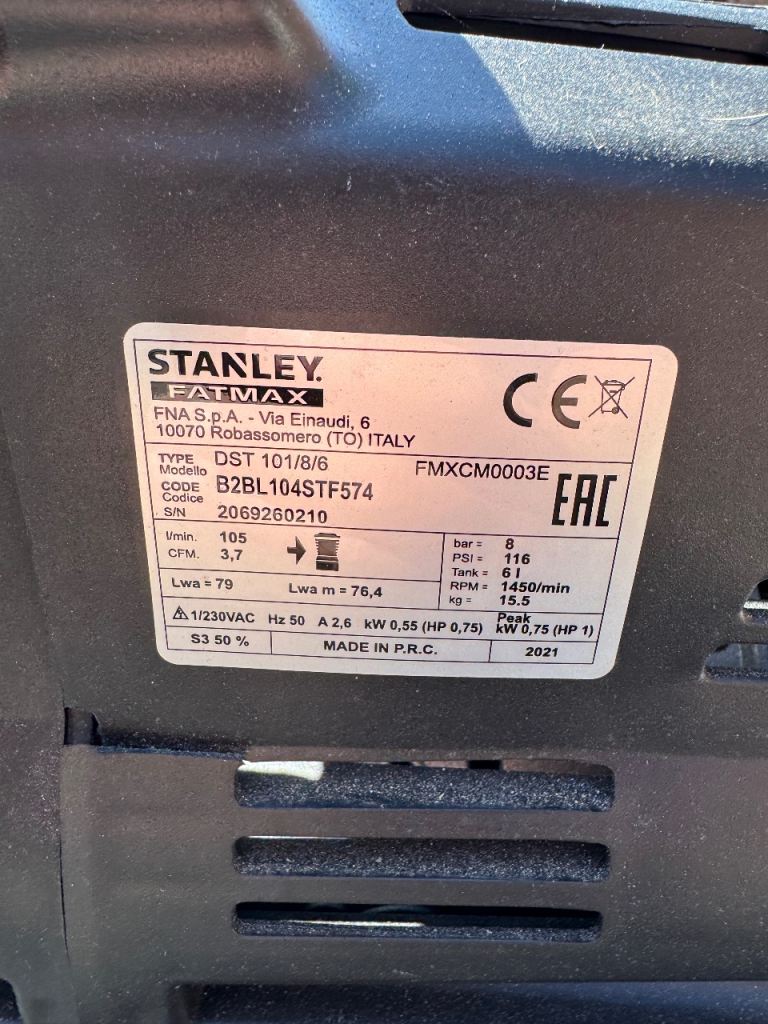 STANLEY.
FATMAX
FNA S.p.A. - Via Einaudi, 6
10070 Robassomero (TO) ITALY
CE
TYPE
Modello
DST 101/8/6
FMXCM0003E
CODE
Codice
B2BL104STF574
S/N
2069260210
EAC
l/min. 105
CFM. 3,7
bar = 8
PSI = 116
Tank = 6 l
RPM = 1450/min
kg = 15.5
Lwa = 79
Lwa m = 76,4
1/230VAC Hz 50 A 2,6 kW 0,55 (HP 0,75) Peak
kW 0,75 (HP 1)
S3 50 %
MADE IN P.R.C.
2021